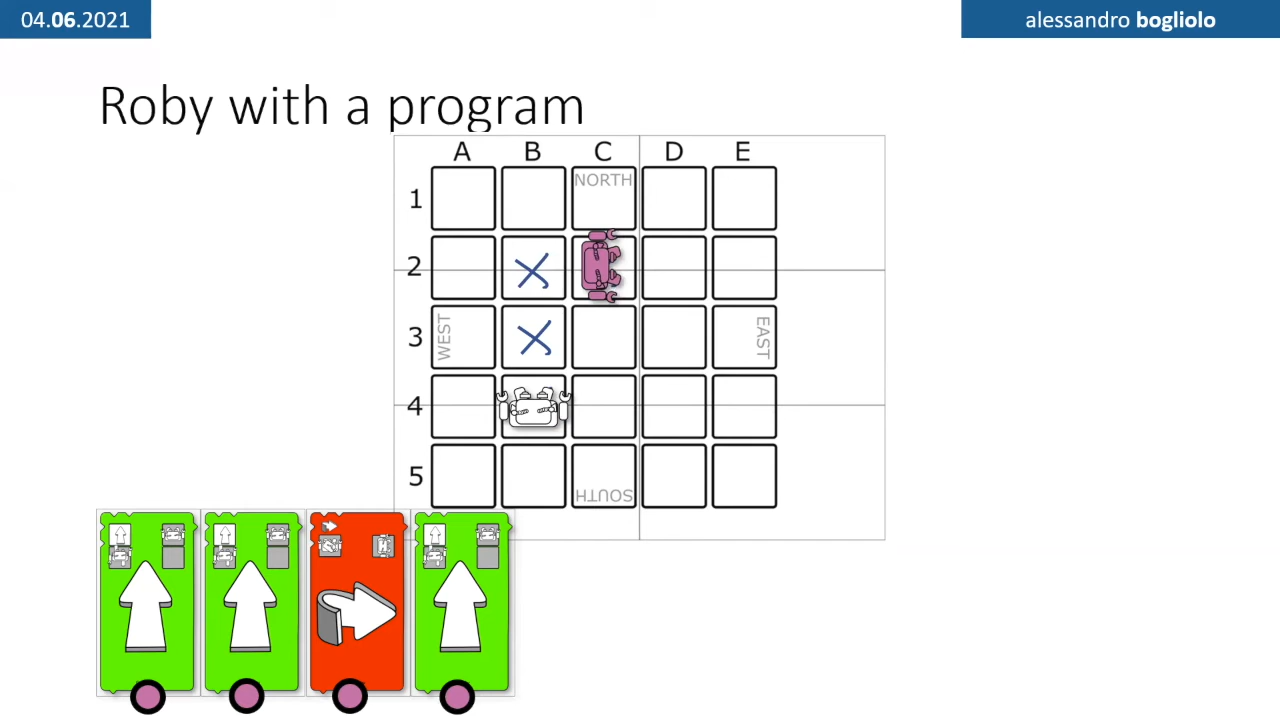 04.06.2021
alessandro bogliolo
Roby with a program
A B C D E
NORTH
1
2
X
X
3
WEST
EAST
4
5
SOUTH